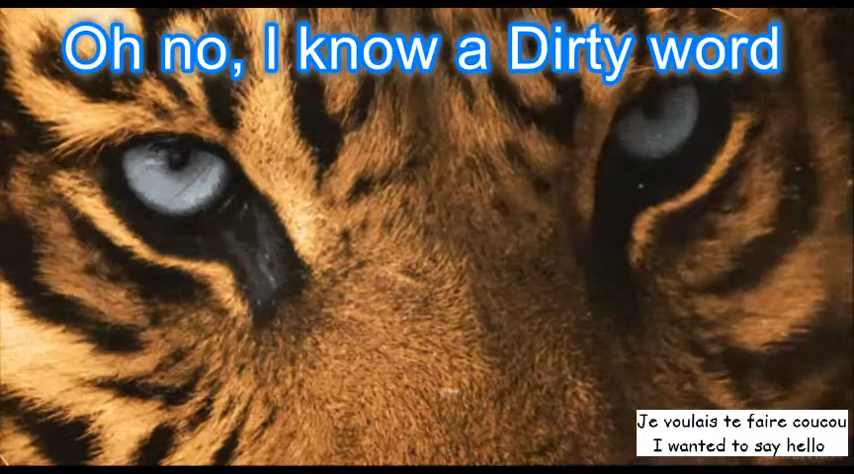 Oh no, I know a Dirty word
Je voulais te faire coucou
I wanted to say hello